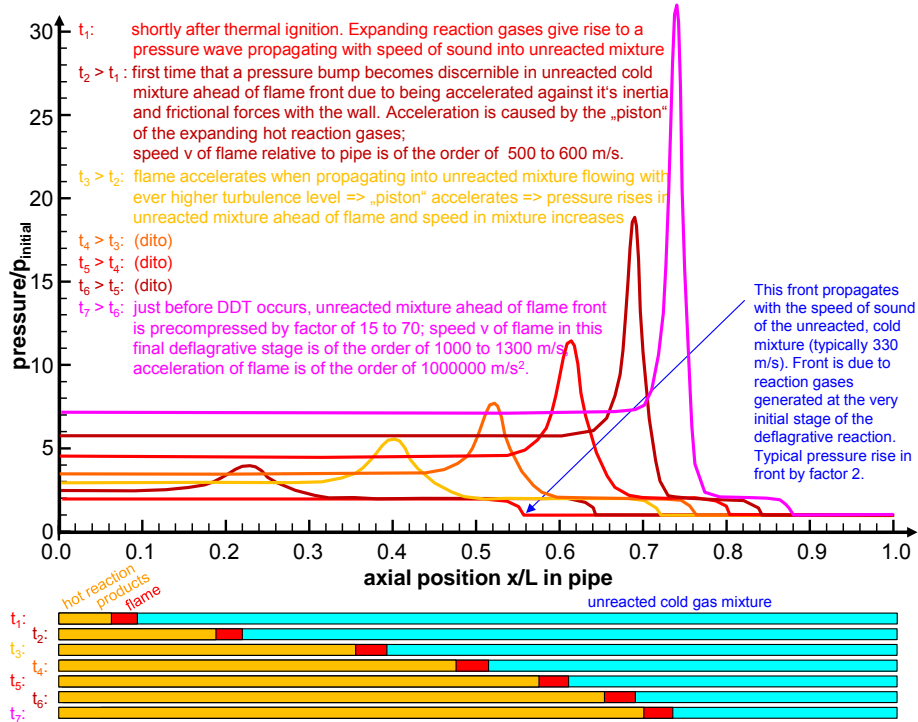 t1: shortly after thermal ignition. Expanding reaction gases give rise to a
pressure wave propagating with speed of sound into unreacted mixture
t2 > t1 : first time that a pressure bump becomes discernible in unreacted cold
mixture ahead of flame front due to being accelerated against it's inertia
and frictional forces with the wall. Acceleration is caused by the „piston“
of the expanding hot reaction gases;
speed v of flame relative to pipe is of the order of 500 to 600 m/s.
t3 > t2: flame accelerates when propagating into unreacted mixture flowing with
ever higher turbulence level => „piston“ accelerates => pressure rises in
unreacted mixture ahead of flame and speed in mixture increases
t4 > t3: (dito)
t5 > t4: (dito)
t6 > t5: (dito)
t7 > t6: just before DDT occurs, unreacted mixture ahead of flame front
is precompressed by factor of 15 to 70; speed v of flame in this
final deflagrative stage is of the order of 1000 to 1300 m/s,
acceleration of flame is of the order of 1000000 m/s².
This front propagates
with the speed of sound
of the unreacted, cold
mixture (typically 330
m/s). Front is due to
reaction gases
generated at the very
initial stage of the
deflagrative reaction.
Typical pressure rise in
front by factor 2.
pressure/pinitial
30
25
20
15
10
5
0
0.0 0.1 0.2 0.3 0.4 0.5 0.6 0.7 0.8 0.9 1.0
axial position x/L in pipe
hot reaction
products
flame
unreacted cold gas mixture
t1:
t2:
t3:
t4:
t5:
t6:
t7: